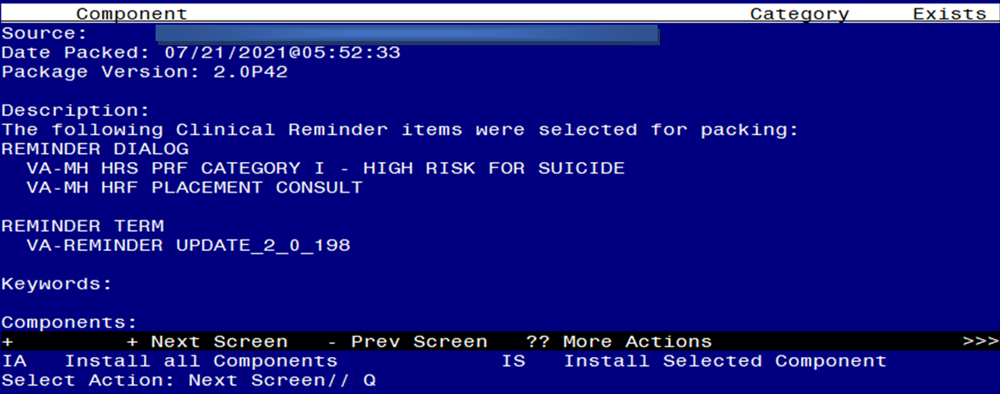 Component Category Exists
Source:
Date Packed: 07/21/2021@05:52:33
Package Version: 2.0P42
Description:
The following Clinical Reminder items were selected for packing:
REMINDER DIALOG
VA-MH HRS PRF CATEGORY I - HIGH RISK FOR SUICIDE
VA-MH HRF PLACEMENT CONSULT
REMINDER TERM
VA-REMINDER UPDATE_2_0_198
Keywords:
Components:
+ + Next Screen - Prev Screen ?? More Actions >>>
IA Install all Components IS Install Selected Component
Select Action: Next Screen// Q